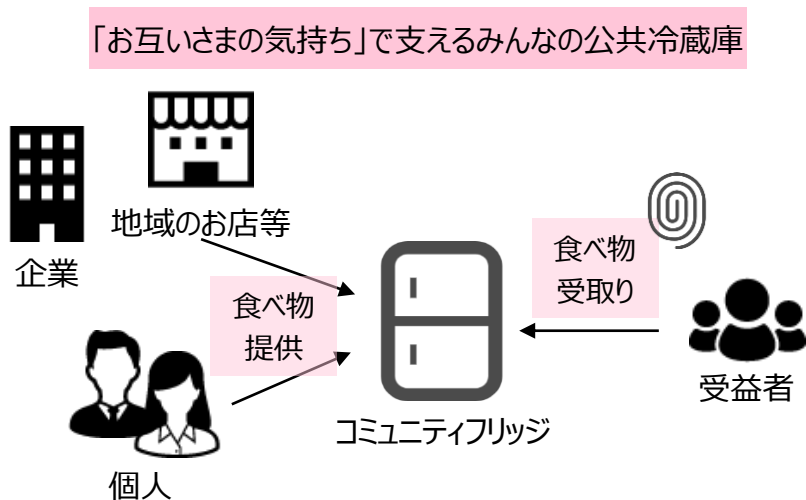 「お互いさまの気持ち」で支えるみんなの公共冷蔵庫
地域のお店等
企業
食べ物
提供
個人
コミュニティフリッジ
食べ物
受取り
受益者